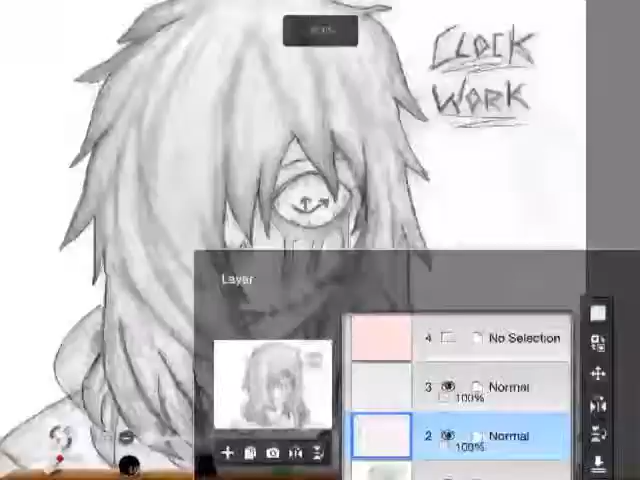 CLOCK
WORK
Layer
4 No Selection
3 Normal
100%
2 Normal
100%